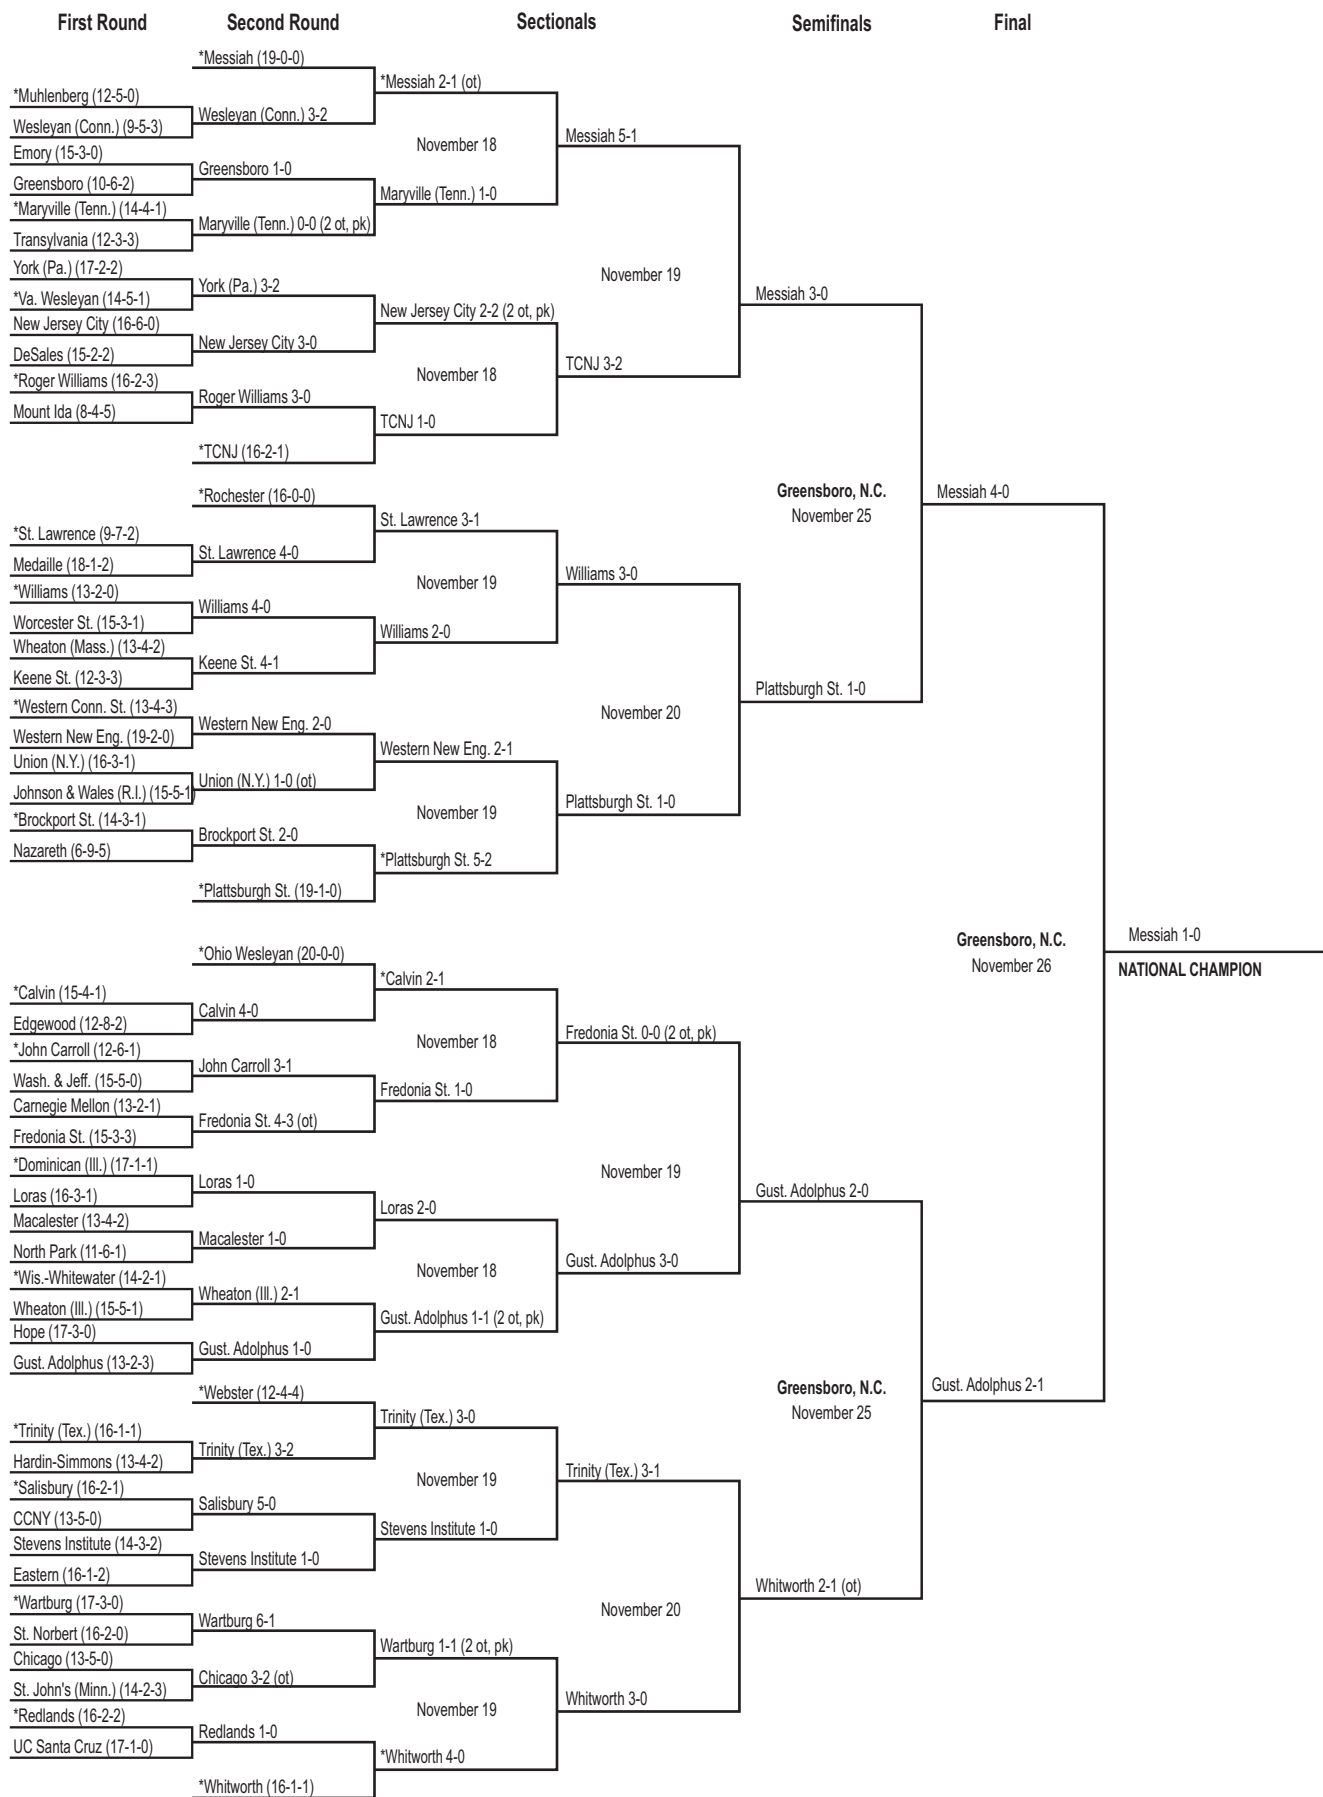 First Round
Second Round
Sectionals
Semifinals
Final
*Messiah (19-0-0)
*Muhlenberg (12-5-0)
Wesleyan (Conn.) (9-5-3)
Wesleyan (Conn.) 3-2
*Messiah 2-1 (ot)
Emory (15-3-0)
Greensboro (10-6-2)
Greensboro 1-0
*Maryville (Tenn.) (14-4-1)
Transylvania (12-3-3)
Maryville (Tenn.) 0-0 (2 ot, pk)
Maryville (Tenn.) 1-0
November 18
Messiah 5-1
York (Pa.) (17-2-2)
*Va. Wesleyan (14-5-1)
York (Pa.) 3-2
New Jersey City (16-6-0)
DeSales (15-2-2)
New Jersey City 3-0
New Jersey City 2-2 (2 ot, pk)
*Roger Williams (16-2-3)
Mount Ida (8-4-5)
Roger Williams 3-0
*TCNJ (16-2-1)
TCNJ 1-0
November 18
TCNJ 3-2
November 19
Messiah 3-0
*Rochester (16-0-0)
*St. Lawrence (9-7-2)
Medaille (18-1-2)
St. Lawrence 4-0
St. Lawrence 3-1
*Williams (13-2-0)
Worcester St. (15-3-1)
Williams 4-0
Wheaton (Mass.) (13-4-2)
Keene St. (12-3-3)
Keene St. 4-1
Williams 2-0
November 19
Williams 3-0
*Western Conn. St. (13-4-3)
Western New Eng. (19-2-0)
Western New Eng. 2-0
Union (N.Y.) (16-3-1)
Johnson & Wales (R.I.) (15-5-1)
Union (N.Y.) 1-0 (ot)
Western New Eng. 2-1
*Brockport St. (14-3-1)
Nazareth (6-9-5)
Brockport St. 2-0
*Plattsburgh St. (19-1-0)
*Plattsburgh St. 5-2
November 19
Plattsburgh St. 1-0
November 20
Plattsburgh St. 1-0
Greensboro, N.C.
November 25
Messiah 4-0
*Ohio Wesleyan (20-0-0)
*Calvin (15-4-1)
Edgewood (12-8-2)
Calvin 4-0
*Calvin 2-1
*John Carroll (12-6-1)
Wash. & Jeff. (15-5-0)
John Carroll 3-1
Carnegie Mellon (13-2-1)
Fredonia St. (15-3-3)
Fredonia St. 4-3 (ot)
Fredonia St. 1-0
November 18
Fredonia St. 0-0 (2 ot, pk)
*Dominican (Ill.) (17-1-1)
Loras (16-3-1)
Loras 1-0
Macalester (13-4-2)
North Park (11-6-1)
Macalester 1-0
Loras 2-0
*Wis.-Whitewater (14-2-1)
Wheaton (Ill.) (15-5-1)
Wheaton (Ill.) 2-1
Hope (17-3-0)
Gust. Adolphus (13-2-3)
Gust. Adolphus 1-0
Gust. Adolphus 1-1 (2 ot, pk)
November 18
Gust. Adolphus 3-0
November 19
Gust. Adolphus 2-0
*Webster (12-4-4)
*Trinity (Tex.) (16-1-1)
Hardin-Simmons (13-4-2)
Trinity (Tex.) 3-2
Trinity (Tex.) 3-0
*Salisbury (16-2-1)
CCNY (13-5-0)
Salisbury 5-0
Stevens Institute (14-3-2)
Eastern (16-1-2)
Stevens Institute 1-0
Stevens Institute 1-0
November 19
Trinity (Tex.) 3-1
*Wartburg (17-3-0)
St. Norbert (16-2-0)
Wartburg 6-1
Chicago (13-5-0)
St. John's (Minn.) (14-2-3)
Chicago 3-2 (ot)
Wartburg 1-1 (2 ot, pk)
*Redlands (16-2-2)
UC Santa Cruz (17-1-0)
Redlands 1-0
*Whitworth (16-1-1)
*Whitworth 4-0
November 19
Whitworth 3-0
November 20
Whitworth 2-1 (ot)
Greensboro, N.C.
November 25
Gust. Adolphus 2-1
Greensboro, N.C.
November 26
Messiah 1-0
NATIONAL CHAMPION